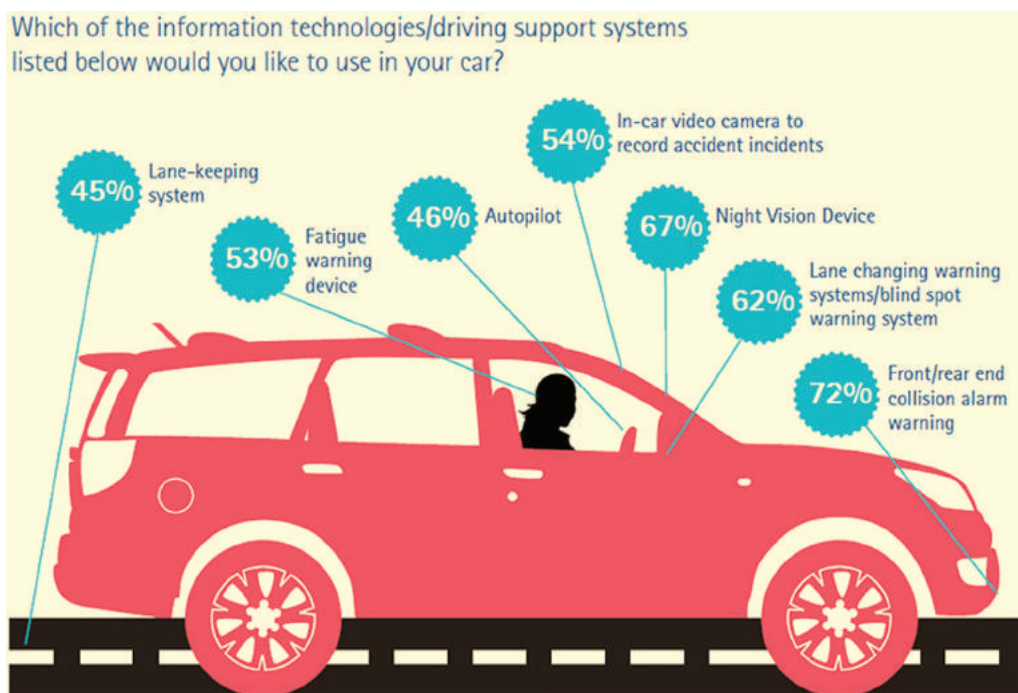 Which of the information technologies/driving support systems
listed below would you like to use in your car?
45%
Lane-keeping
system
53%
Fatigue
warning
device
46%
Autopilot
54%
In-car video camera to
record accident incidents
67%
Night Vision Device
62%
Lane changing warning
systems/blind spot
warning system
72%
Front/rear end
collision alarm
warning